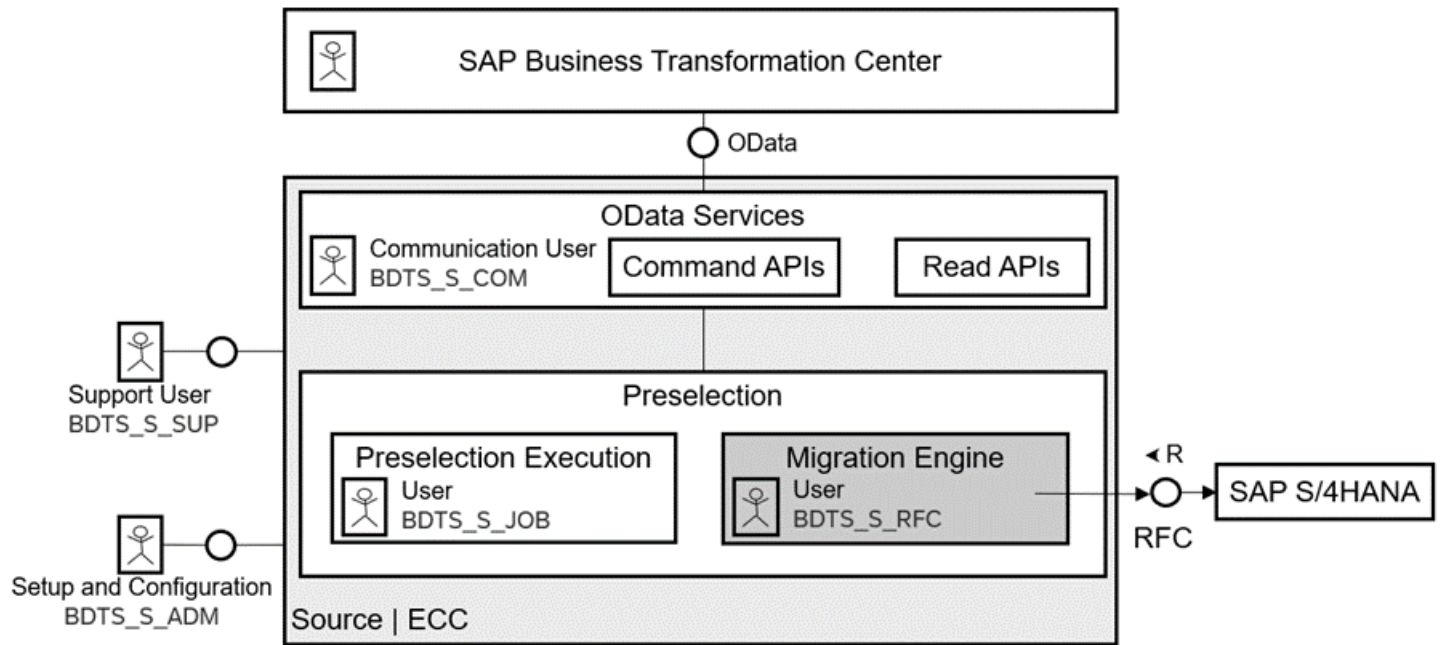 SAP Business Transformation Center
OData
OData Services
Communication User
BDTS_S_COM
Command APIs
Read APIs
Support User
BDTS_S_SUP
Preselection
Preselection Execution
User
BDTS_S_JOB
Migration Engine
User
BDTS_S_RFC
R
RFC
SAP S/4HANA
Setup and Configuration
BDTS_S_ADM
Source | ECC